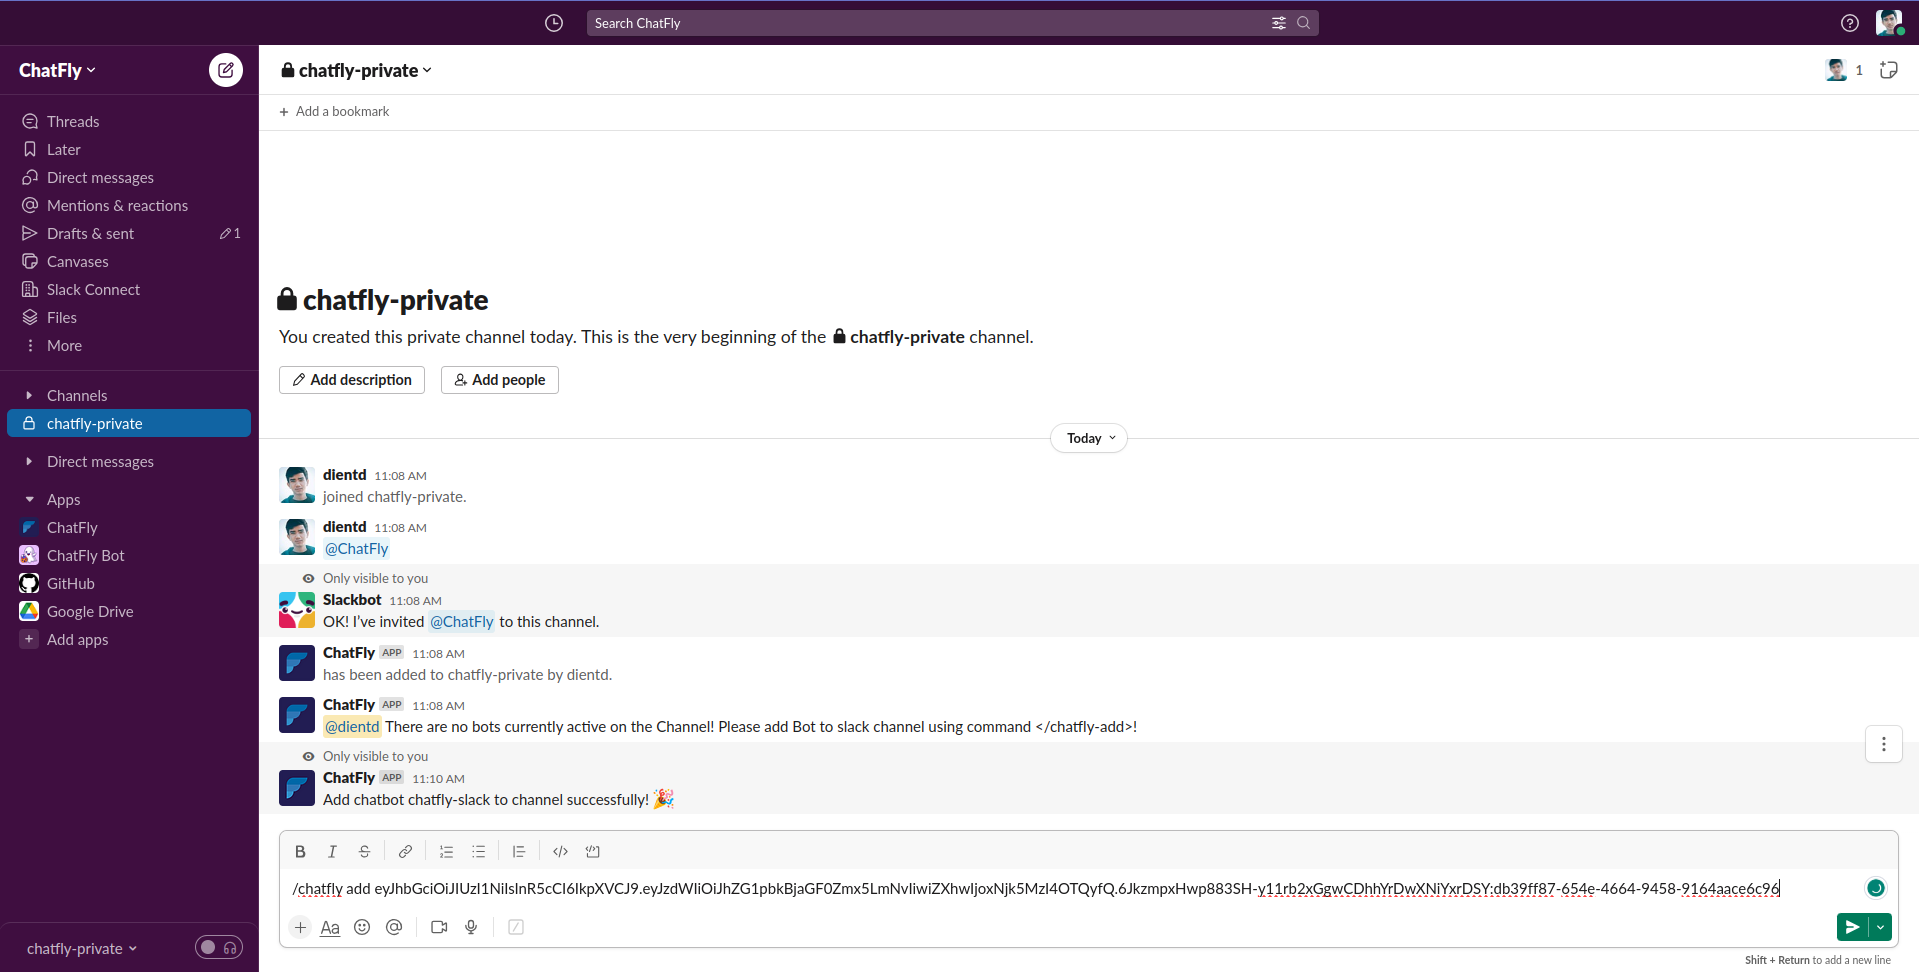 Search ChatFly
ChatFly
chatfly-private
1
Threads
Later
Direct messages
Mentions & reactions
Drafts & sent
1
Canvases
Slack Connect
Files
More
Channels
chatfly-private
Direct messages
Apps
ChatFly
ChatFly Bot
GitHub
Google Drive
+ Add apps
chatfly-private
+ Add a bookmark
chatfly-private
You created this private channel today. This is the very beginning of the chatfly-private channel.
Add description
Add people
Today
dientd 11:08 AM
joined chatfly-private.
dientd 11:08 AM
@ChatFly
Only visible to you
Slackbot 11:08 AM
OK! I've invited @ChatFly to this channel.
ChatFly APP 11:08 AM
has been added to chatfly-private by dientd.
ChatFly APP 11:08 AM
@dientd There are no bots currently active on the Channel! Please add Bot to slack channel using command </chatfly-add>!
Only visible to you
ChatFly APP 11:10 AM
Add chatbot chatfly-slack to channel successfully! 🎉
B I S
/chatfly add eyJhbGciOiJIUzI1NiIsInR5cCI6IkpXVCJ9.eyJzdWIiOiJhZG1pbkBjaGF0Zmx5LmNvIiwiZXhwIjoxNjk5MzI4OTQyfQ.6JkzmpxHwp883SH-y11rb2xGgwCDhhYrDwXNiYxrDSY:db39ff87-654e-4664-9458-9164aace6c96
Aa
Shift + Return to add a new line